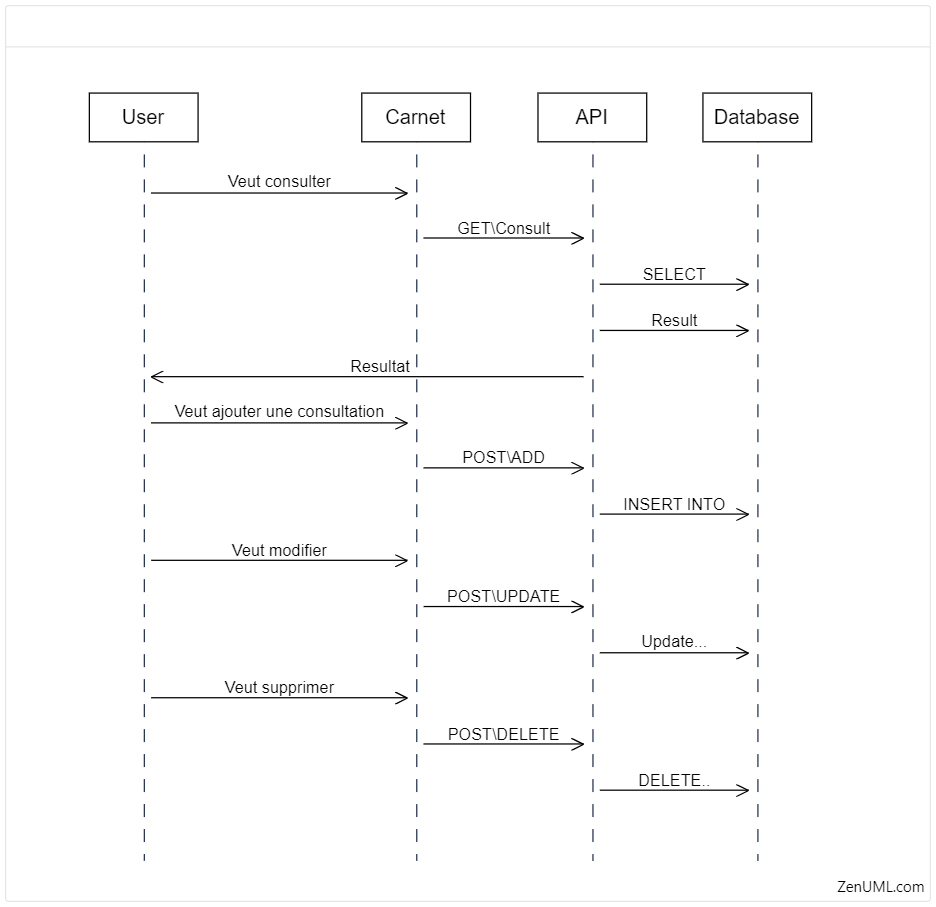 User
Carnet
API
Database
Veut consulter
GET\Consult
SELECT
Result
Resultat
Veut ajouter une consultation
POST\ADD
INSERT INTO
Veut modifier
POST\UPDATE
Update...
Veut supprimer
POST\DELETE
DELETE..
ZenUML.com